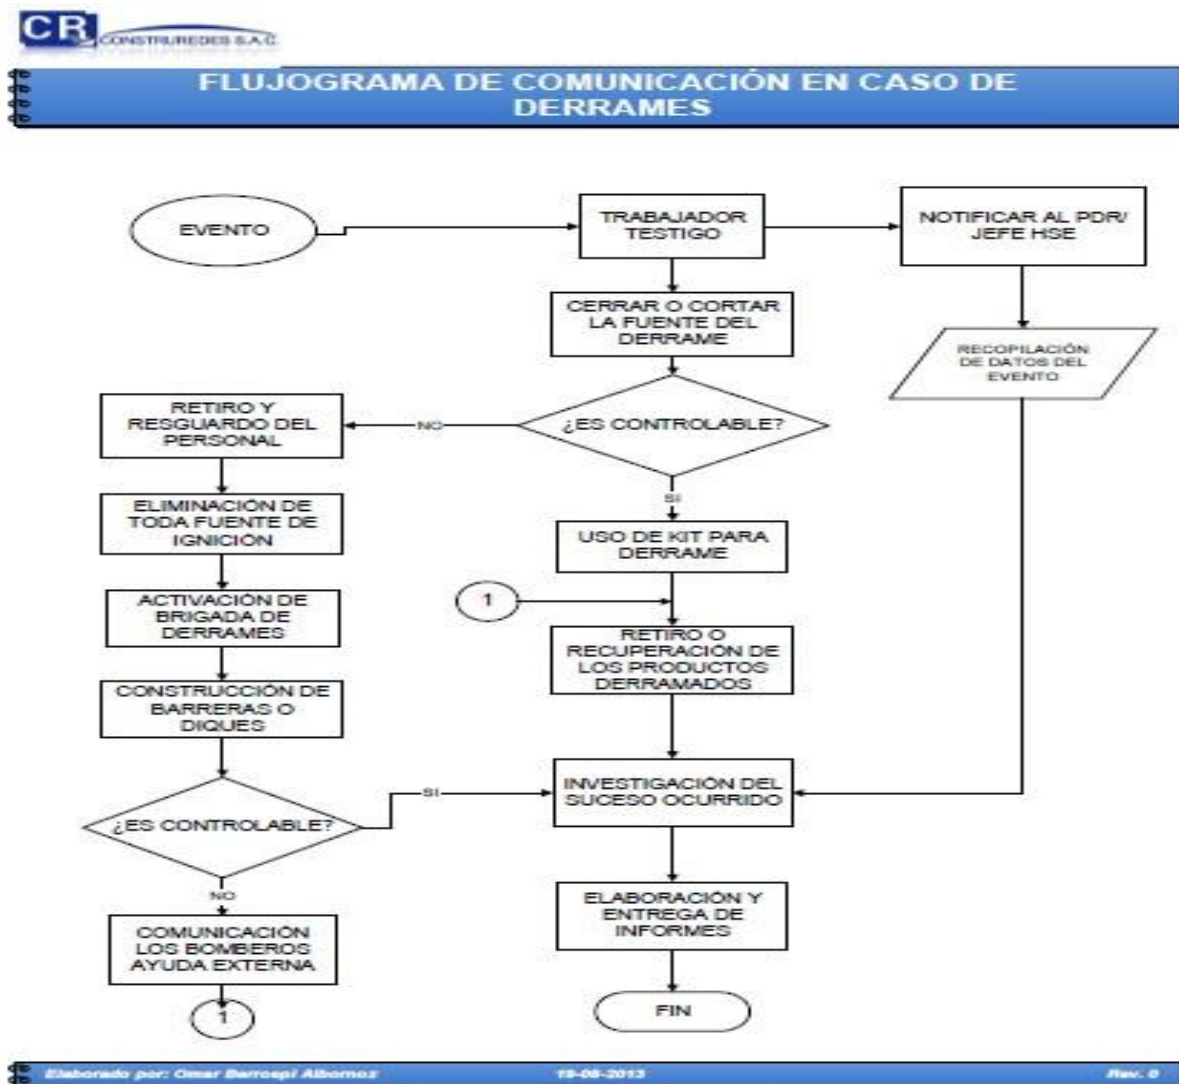 CR
CONSTRUREDES S.A.C.
FLUJOGRAMA DE COMUNICACIÓN EN CASO DE
DERRAMES
EVENTO
TRABAJADOR
TESTIGO
NOTIFICAR AL PDR/
JEFE HSE
CERRAR O CORTAR
LA FUENTE DEL
DERRAME
RECOPILACIÓN
DE DATOS DEL
EVENTO
¿ES CONTROLABLE?
NO
RETIRO Y
RESGUARDO DEL
PERSONAL
SI
ELIMINACIÓN DE
TODA FUENTE DE
IGNICIÓN
USO DE KIT PARA
DERRAME
ACTIVACIÓN DE
BRIGADA DE
DERRAMES
1
RETIRO O
RECUPERACIÓN DE
LOS PRODUCTOS
DERRAMADOS
CONSTRUCCIÓN DE
BARRERAS O
DIQUES
¿ES CONTROLABLE?
SI
INVESTIGACIÓN DEL
SUCESO OCURRIDO
NO
COMUNICACIÓN
LOS BOMBEROS
AYUDA EXTERNA
1
ELABORACIÓN Y
ENTREGA DE
INFORMES
FIN
Elaborado por: Omar
19-08-2013
Rev. 0